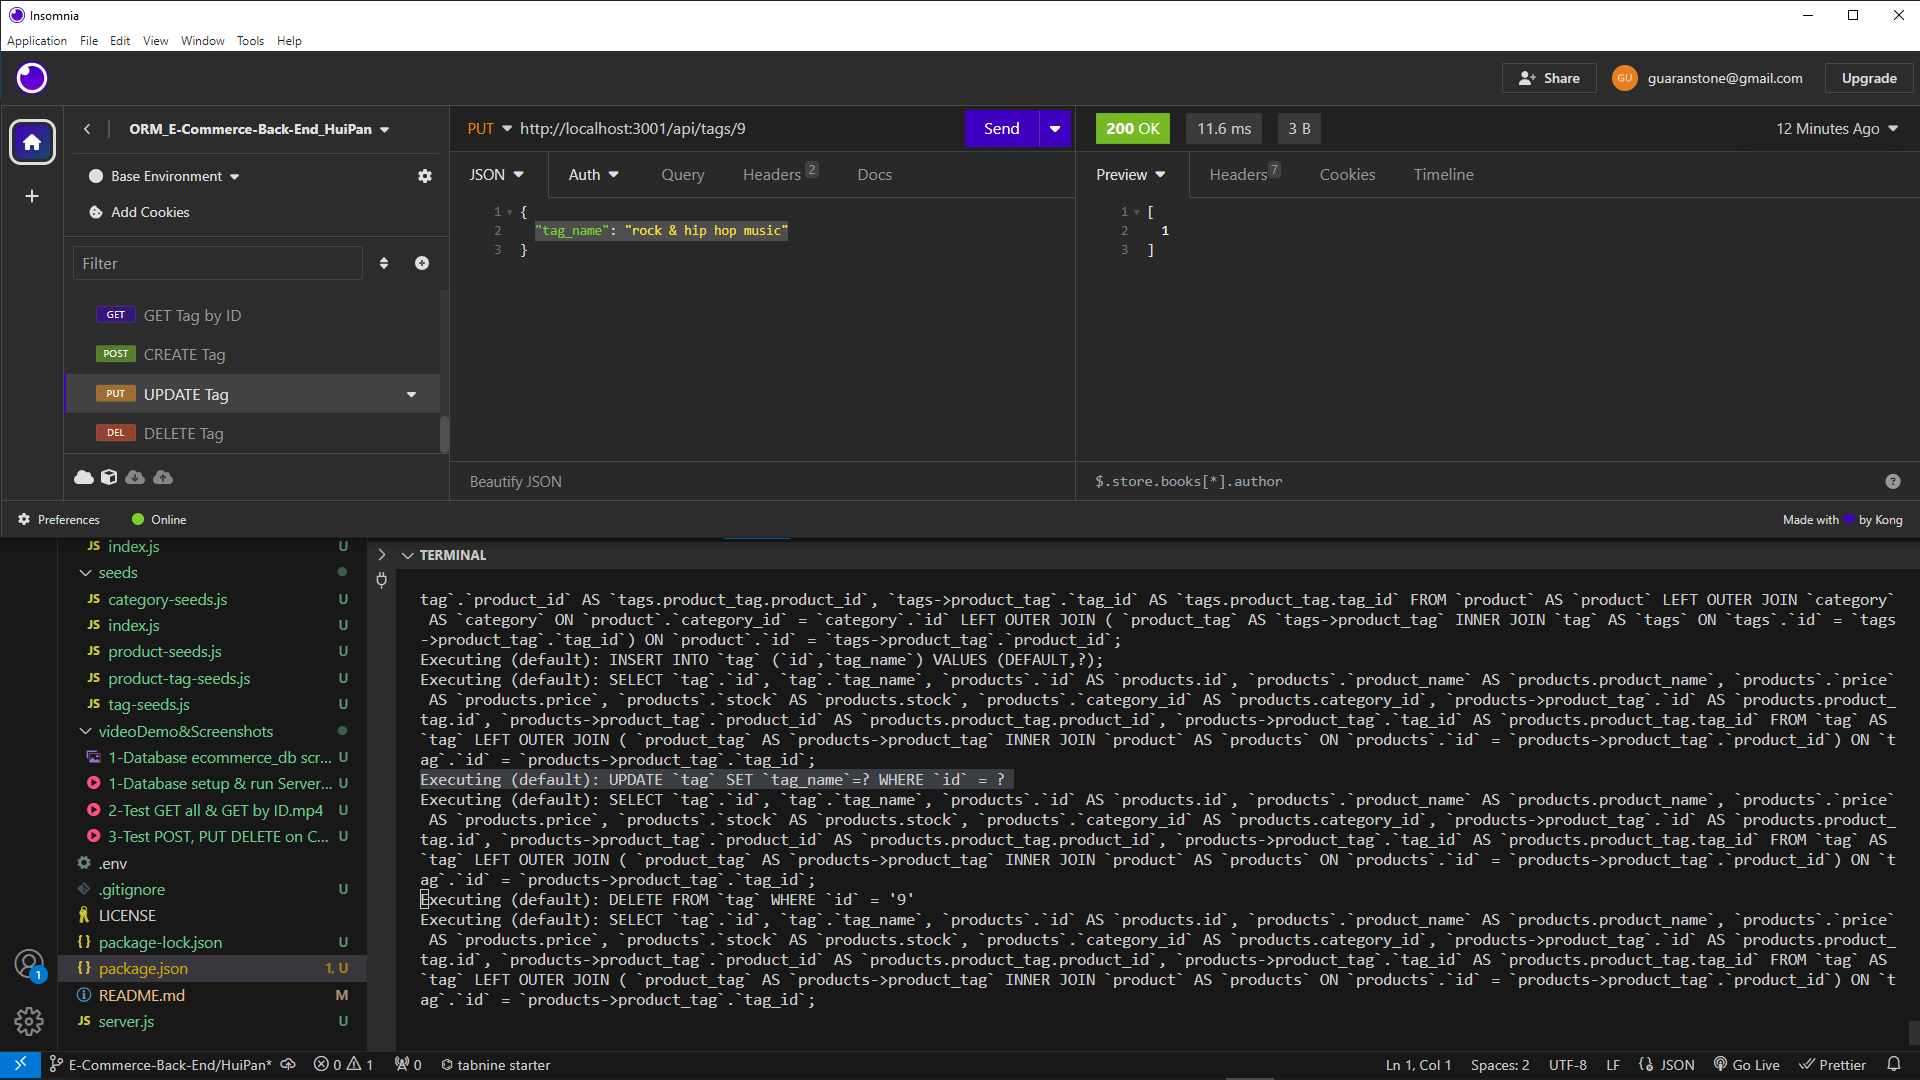 Insomnia
Application File Edit View Window Tools Help
Share GU guaranstone@gmail.com Upgrade
ORM_E-Commerce-Back-End_HuiPan
Base Environment
Add Cookies
Filter
GET GET Tag by ID
POST CREATE Tag
PUT UPDATE Tag
DEL DELETE Tag
PUT http://localhost:3001/api/tags/9 Send
JSON Auth Query Headers 2 Docs
1 {
2 "tag_name": "rock & hip hop music"
3 }
Beautify JSON
200 OK 11.6 ms 3 B 12 Minutes Ago
Preview Headers 7 Cookies Timeline
1 [
2 1
3 ]
$.store.books[*].author ?
Preferences Online Made with by Kong
JS index.js U
seeds
JS category-seeds.js U
JS index.js U
JS product-seeds.js U
JS product-tag-seeds.js U
JS tag-seeds.js U
videoDemo&Screenshots
1-Database ecommerce_db scr... U
1-Database setup & run Server... U
2-Test GET all & GET by ID.mp4 U
3-Test POST, PUT DELETE on C... U
.env
.gitignore U
LICENSE
{} package-lock.json U
{} package.json 1, U
README.md M
JS server.js U
1
TERMINAL
tag`.`product_id` AS `tags.product_tag.product_id`, `tags->product_tag`.`tag_id` AS `tags.product_tag.tag_id` FROM `product` AS `product` LEFT OUTER JOIN `category`
AS `category` ON `product`.`category_id` = `category`.`id` LEFT OUTER JOIN ( `product_tag` AS `tags->product_tag` INNER JOIN `tag` AS `tags` ON `tags`.`id` = `tags
->product_tag`.`tag_id`) ON `product`.`id` = `tags->product_tag`.`product_id`;
Executing (default): INSERT INTO `tag` (`id`,`tag_name`) VALUES (DEFAULT,?);
Executing (default): SELECT `tag`.`id`, `tag`.`tag_name`, `products`.`id` AS `products.id`, `products`.`product_name` AS `products.product_name`, `products`.`price`
AS `products.price`, `products`.`stock` AS `products.stock`, `products`.`category_id` AS `products.category_id`, `products->product_tag`.`id` AS `products.product_
tag.id`, `products->product_tag`.`product_id` AS `products.product_tag.product_id`, `products->product_tag`.`tag_id` AS `products.product_tag.tag_id` FROM `tag` AS
`tag` LEFT OUTER JOIN ( `product_tag` AS `products->product_tag` INNER JOIN `product` AS `products` ON `products`.`id` = `products->product_tag`.`product_id`) ON `t
ag`.`id` = `products->product_tag`.`tag_id`;
Executing (default): UPDATE `tag` SET `tag_name`=? WHERE `id` = ?
Executing (default): SELECT `tag`.`id`, `tag`.`tag_name`, `products`.`id` AS `products.id`, `products`.`product_name` AS `products.product_name`, `products`.`price`
AS `products.price`, `products`.`stock` AS `products.stock`, `products`.`category_id` AS `products.category_id`, `products->product_tag`.`id` AS `products.product_
tag.id`, `products->product_tag`.`product_id` AS `products.product_tag.product_id`, `products->product_tag`.`tag_id` AS `products.product_tag.tag_id` FROM `tag` AS
`tag` LEFT OUTER JOIN ( `product_tag` AS `products->product_tag` INNER JOIN `product` AS `products` ON `products`.`id` = `products->product_tag`.`product_id`) ON `t
ag`.`id` = `products->product_tag`.`tag_id`;
Executing (default): DELETE FROM `tag` WHERE `id` = '9'
Executing (default): SELECT `tag`.`id`, `tag`.`tag_name`, `products`.`id` AS `products.id`, `products`.`product_name` AS `products.product_name`, `products`.`price`
AS `products.price`, `products`.`stock` AS `products.stock`, `products`.`category_id` AS `products.category_id`, `products->product_tag`.`id` AS `products.product_
tag.id`, `products->product_tag`.`product_id` AS `products.product_tag.product_id`, `products->product_tag`.`tag_id` AS `products.product_tag.tag_id` FROM `tag` AS
`tag` LEFT OUTER JOIN ( `product_tag` AS `products->product_tag` INNER JOIN `product` AS `products` ON `products`.`id` = `products->product_tag`.`product_id`) ON `t
ag`.`id` = `products->product_tag`.`tag_id`;
E-Commerce-Back-End/HuiPan* 0 1 0 tabnine starter Ln 1, Col 1 Spaces: 2 UTF-8 LF {} JSON Go Live Prettier